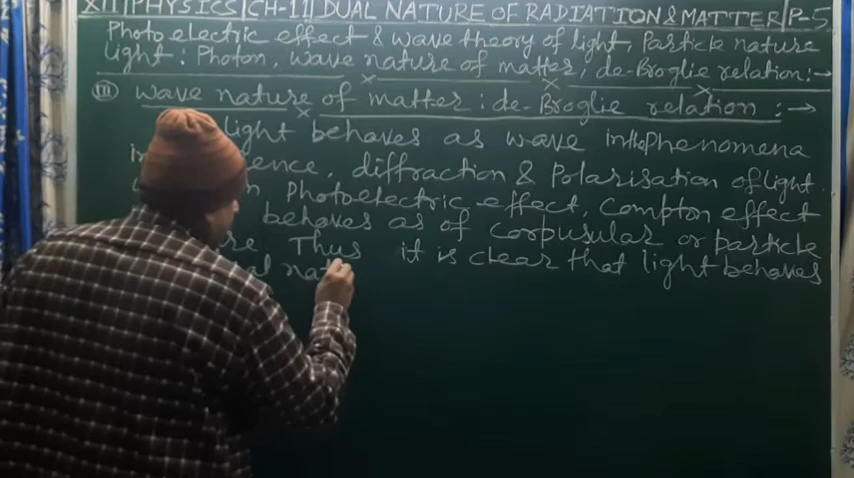 XII PHYSICS CH-11 DUAL NATURE OF RADIATION & MATTER P-5
Photoelectric effect & wave theory of light, Particle nature
light: Photon, wave nature of matter, de-Broglie relation:→
III wave nature of matter: de-Broglie relation:→
light behaves as wave in the phenomena
diffraction & Polarisation of light
Photoelectric effect, Compton effect
behaves as of corpusular or particle
Thus it is clear that light behaves